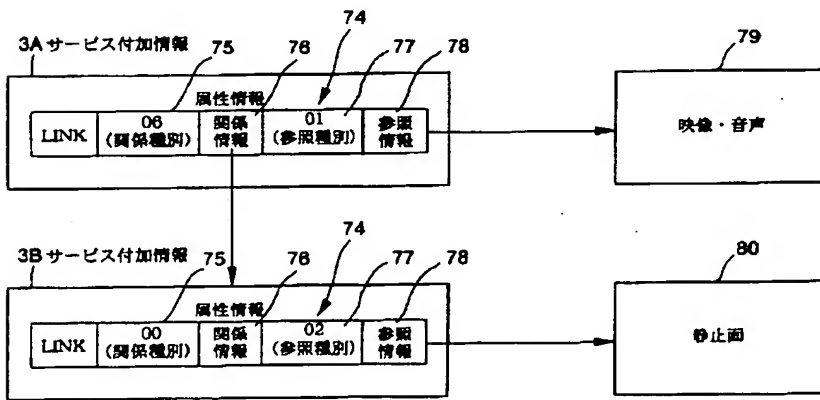 3A サービス付加情報
75
76
74
77
78
79
属性情報
LINK
06
(関係種別)
関係
情報
01
(参照種別)
参照
情報
映像・音声
3B サービス付加情報
75
76
74
77
78
80
属性情報
LINK
00
(関係種別)
関係
情報
02
(参照種別)
参照
情報
静止面